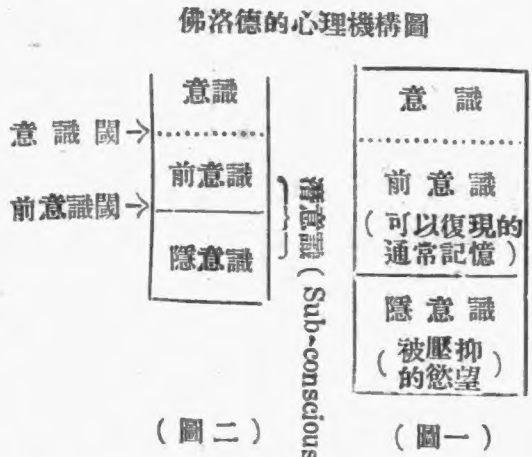 佛洛德的心理機構圖
意識
前意識
(可以復現的
通常記憶)
隱意識
(被壓抑
的慾望)
(圖一)
意識
意識閾→
前意識
前意識閾→
隱意識
潛意識(Sub-conscious
(圖二)